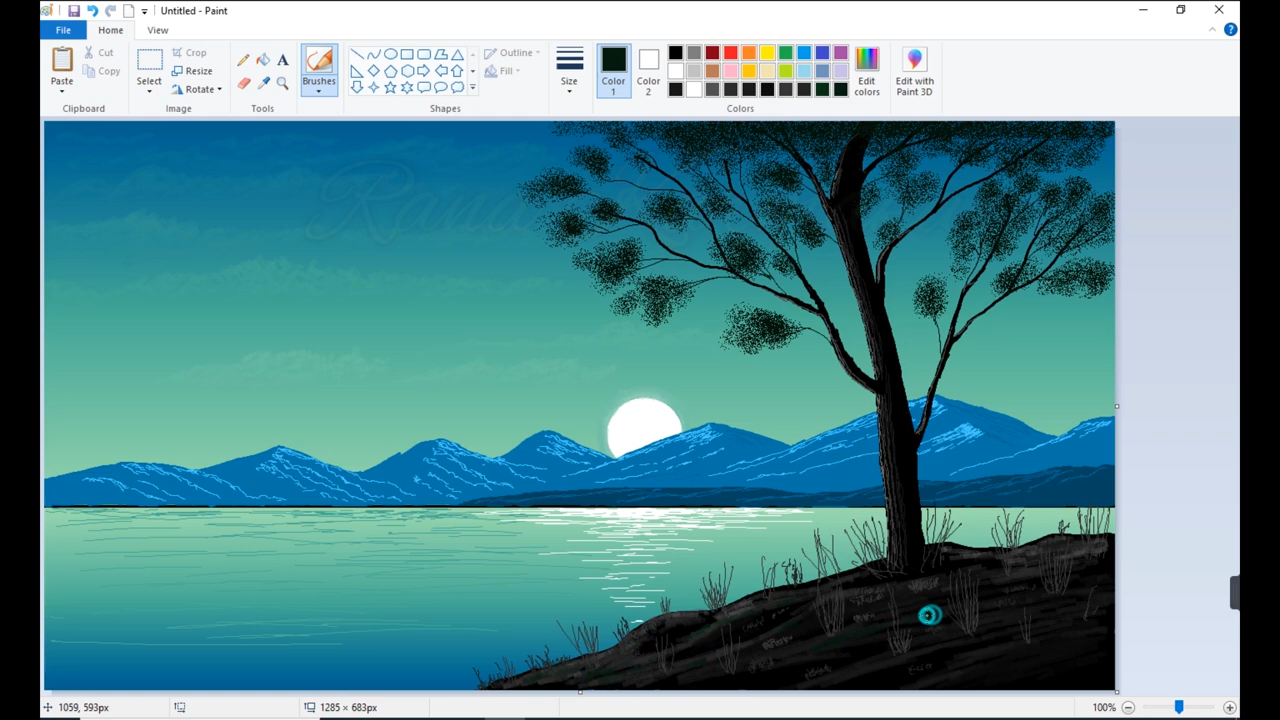 Untitled - Paint
File Home View
Paste
Cut
Copy
Clipboard
Select
Crop
Resize
Rotate
Image
Tools
Brushes
Shapes
Outline
Fill
Size
Color 1
Color 2
Edit colors
Edit with Paint 3D
Colors
1059, 593px
1285 × 683px
100%